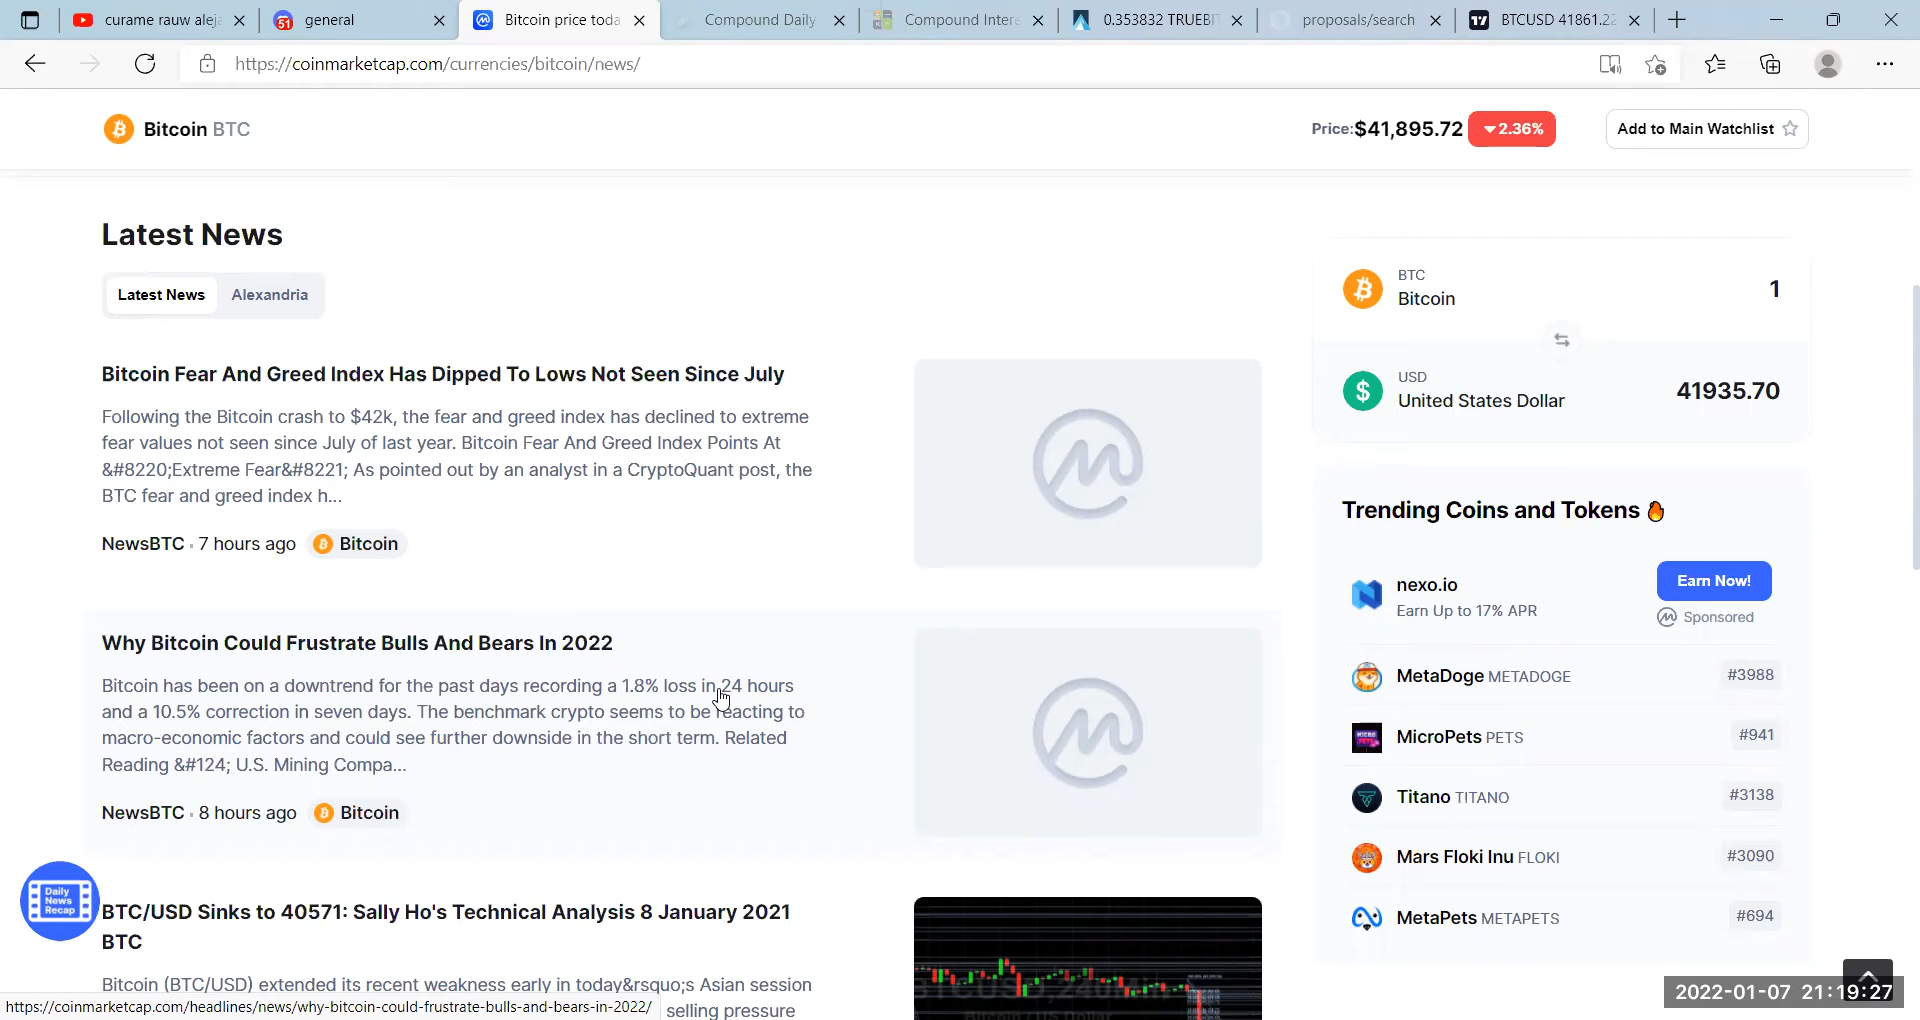 curame rauw alej
51
general
Bitcoin price toda
Compound Daily
Compound Inter
0.353832 TRUEBIT
proposals/search
17
BTCUSD 41861.22
https://coinmarketcap.com/currencies/bitcoin/news/
Bitcoin BTC
Price:$41,895.72
2.36%
Add to Main Watchlist
Latest News
Latest News
Alexandria
Bitcoin Fear And Greed Index Has Dipped To Lows Not Seen Since July
Following the Bitcoin crash to $42k, the fear and greed index has declined to extreme
fear values not seen since July of last year. Bitcoin Fear And Greed Index Points At
&#8220;Extreme Fear&#8221; As pointed out by an analyst in a CryptoQuant post, the
BTC fear and greed index h...
NewsBTC · 7 hours ago
Bitcoin
Why Bitcoin Could Frustrate Bulls And Bears In 2022
Bitcoin has been on a downtrend for the past days recording a 1.8% loss in 24 hours
and a 10.5% correction in seven days. The benchmark crypto seems to be reacting to
macro-economic factors and could see further downside in the short term. Related
Reading &#124; U.S. Mining Compa...
NewsBTC · 8 hours ago
Bitcoin
Daily
News
Recap
BTC/USD Sinks to 40571: Sally Ho's Technical Analysis 8 January 2021
BTC
Bitcoin (BTC/USD) extended its recent weakness early in today&rsquo;s Asian session
selling pressure
https://coinmarketcap.com/headlines/news/why-bitcoin-could-frustrate-bulls-and-bears-in-2022/
BTC
Bitcoin
1
USD
United States Dollar
41935.70
Trending Coins and Tokens
nexo.io
Earn Up to 17% APR
Earn Now!
Sponsored
MetaDoge METADOGE
#3988
MicroPets PETS
#941
Titano TITANO
#3138
Mars Floki Inu FLOKI
#3090
MetaPets METAPETS
#694
2022-01-07 21:19:27